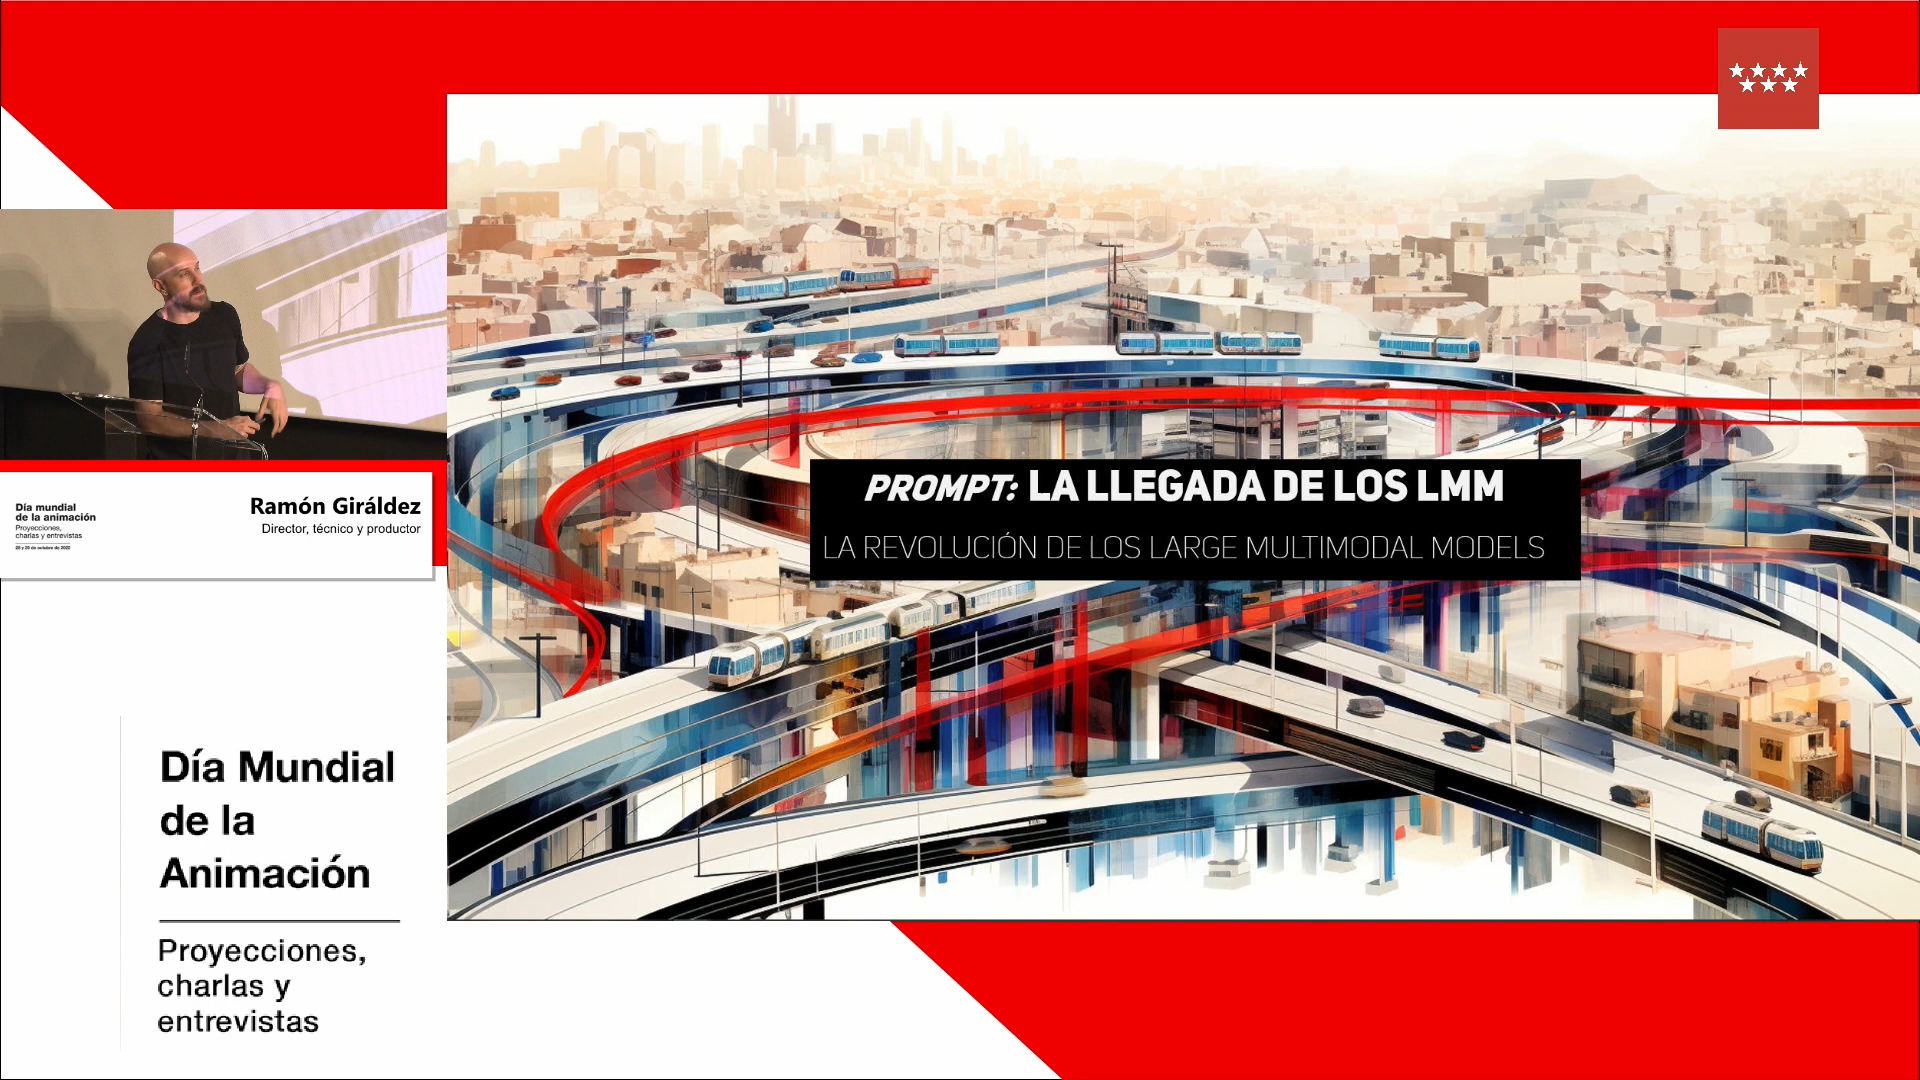 PROMPT: LA LLEGADA DE LOS LMM
LA REVOLUCIÓN DE LOS LARGE MULTIMODAL MODELS
Ramón Giráldez
Director, técnico y productor
Día mundial
de la animación
Proyecciones,
charlas y entrevistas
Día Mundial
de la
Animación
Proyecciones,
charlas y
entrevistas